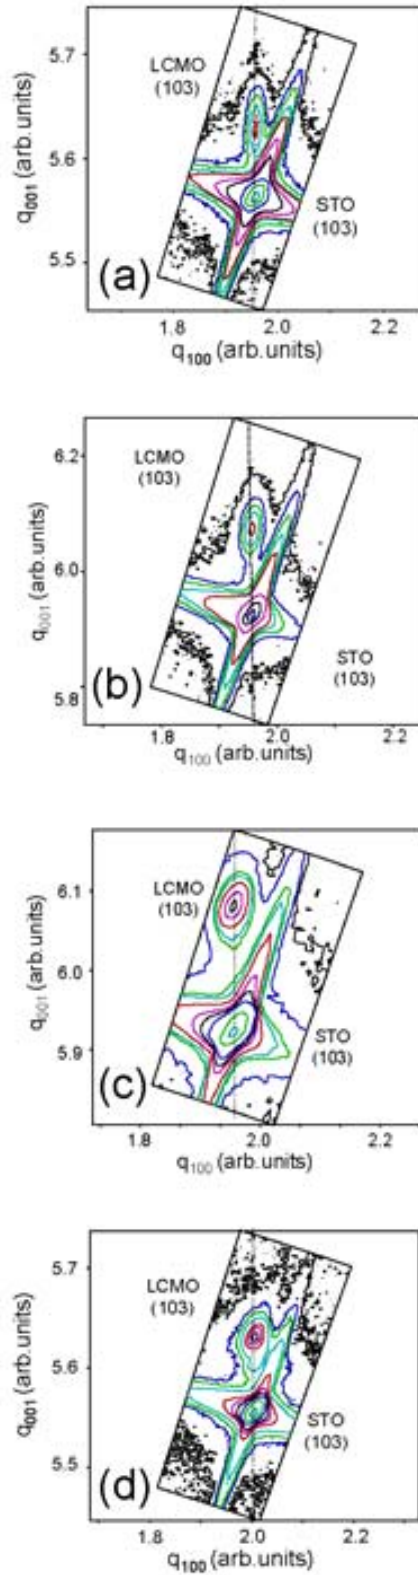 5.7
LCMO
(103)
5.6
STO
(103)
5.5
(a)
q001 (arb.units)
1.8 2.0 2.2
q100 (arb.units)
6.2
LCMO
(103)
6.0
STO
(103)
5.8
(b)
q001 (arb.units)
1.8 2.0 2.2
q100 (arb.units)
6.1
LCMO
(103)
6.0
STO
(103)
5.9
(c)
q001 (arb.units)
1.8 2.0 2.2
q100 (arb.units)
5.7
LCMO
(103)
5.6
STO
(103)
5.5
(d)
q001 (arb.units)
1.8 2.0 2.2
q100 (arb.units)